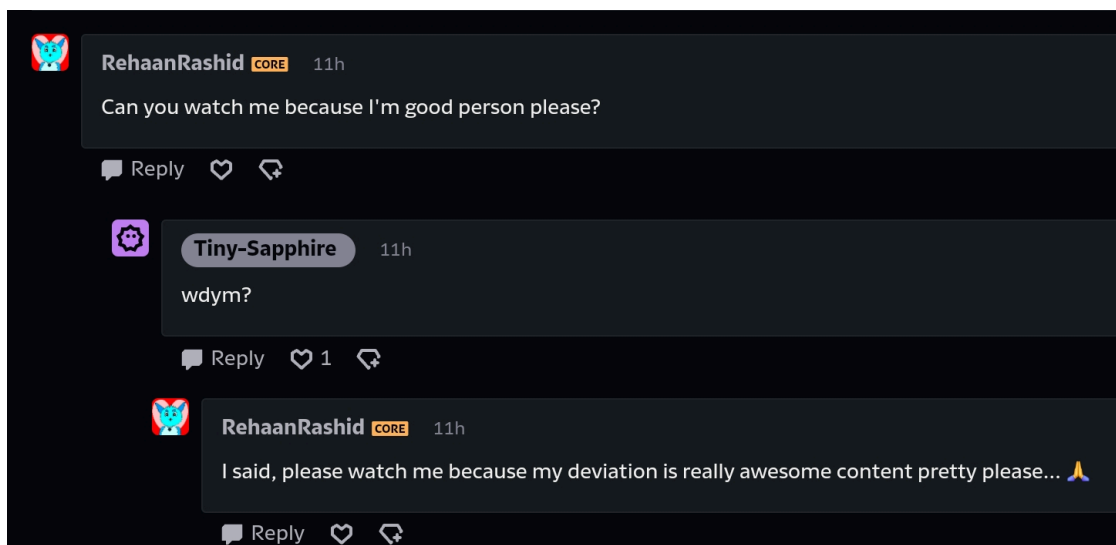 RehaanRashid CORE 11h
Can you watch me because I'm good person please?
Reply
Tiny-Sapphire 11h
wdym?
Reply 1
RehaanRashid CORE 11h
I said, please watch me because my deviation is really awesome content pretty please... 🙏
Reply